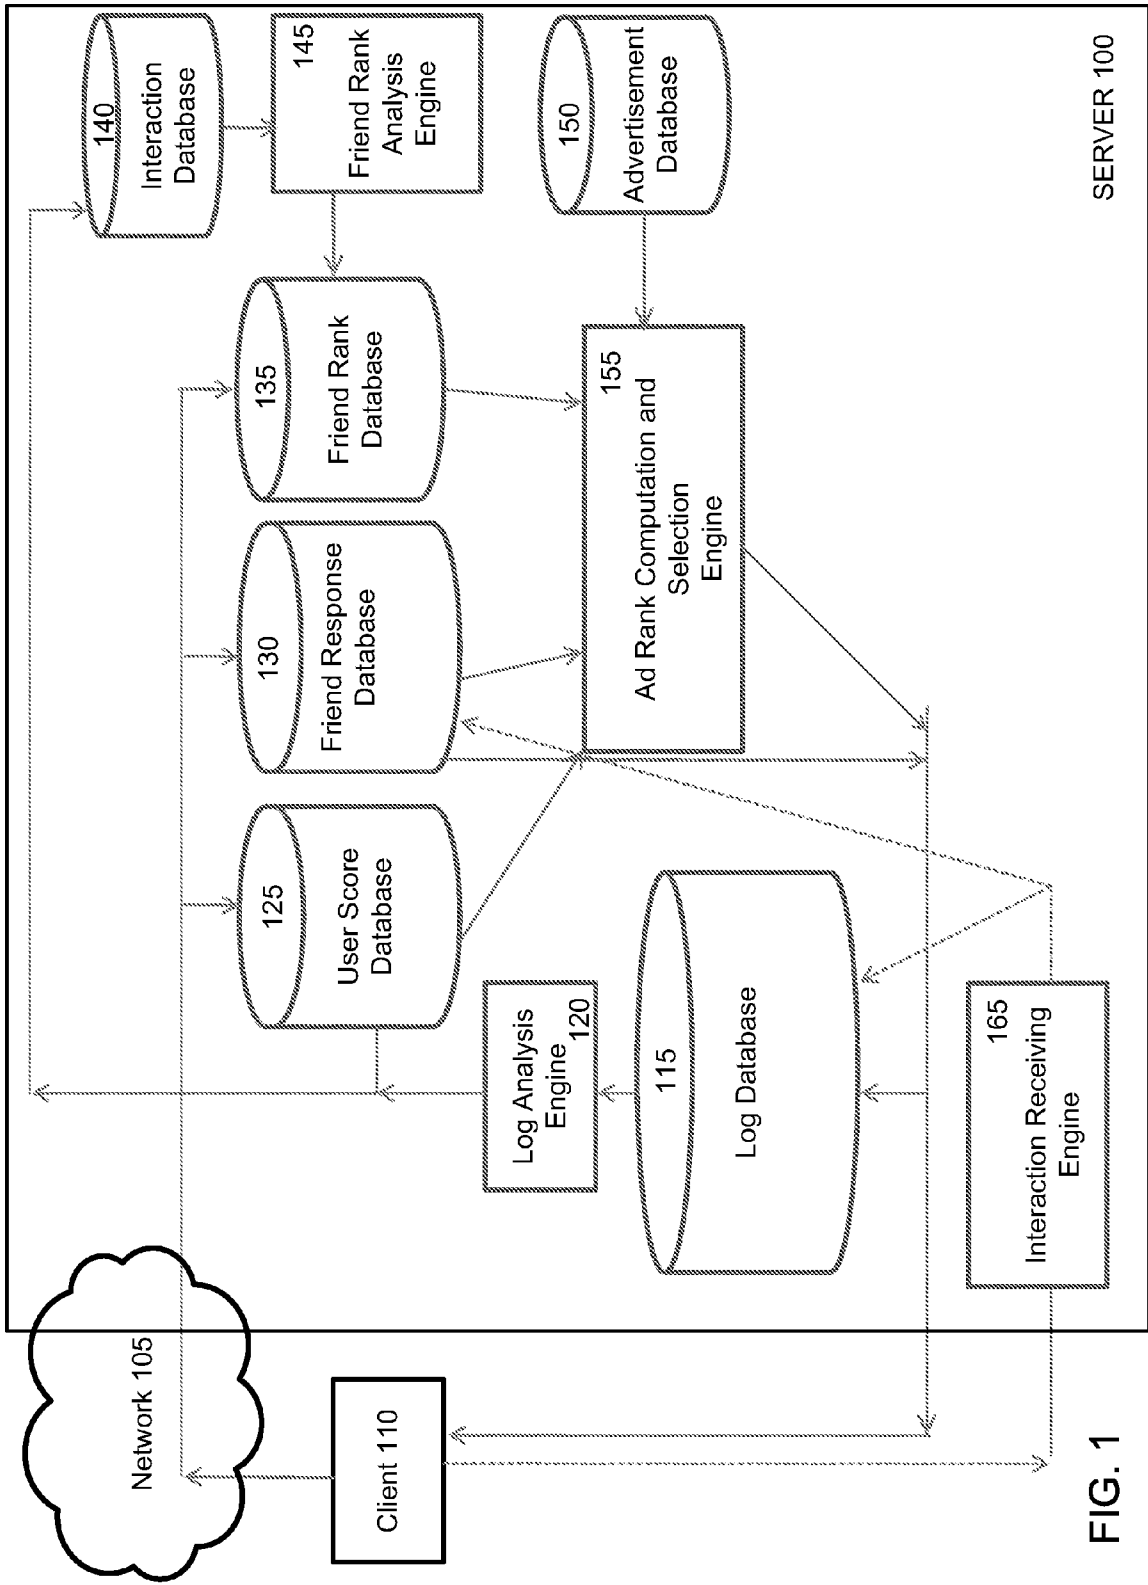 Network 105
Client 110
125
User Score
Database
130
Friend Response
Database
135
Friend Rank
Database
140
Interaction
Database
145
Friend Rank
Analysis
Engine
Log Analysis
Engine
120
115
Log Database
155
Ad Rank Computation and
Selection
Engine
150
Advertisement
Database
165
Interaction Receiving
Engine
SERVER 100
FIG. 1